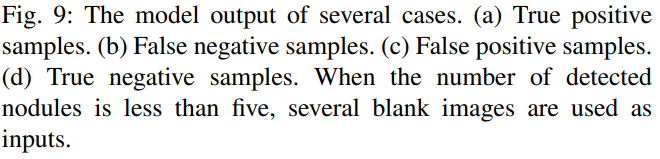 Fig. 9: The model output of several cases. (a) True positive
samples. (b) False negative samples. (c) False positive samples.
(d) True negative samples. When the number of detected
nodules is less than five, several blank images are used as
inputs.